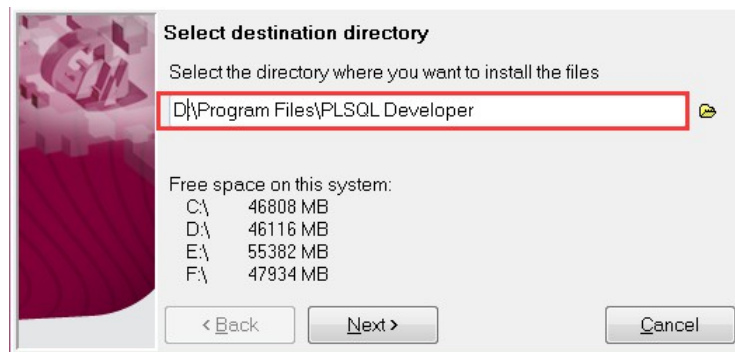 Select destination directory
Select the directory where you want to install the files
D:\Program Files\PLSQL Developer
Free space on this system:
C:\ 46808 MB
D:\ 46116 MB
E:\ 55382 MB
F:\ 47934 MB
< Back Next > Cancel